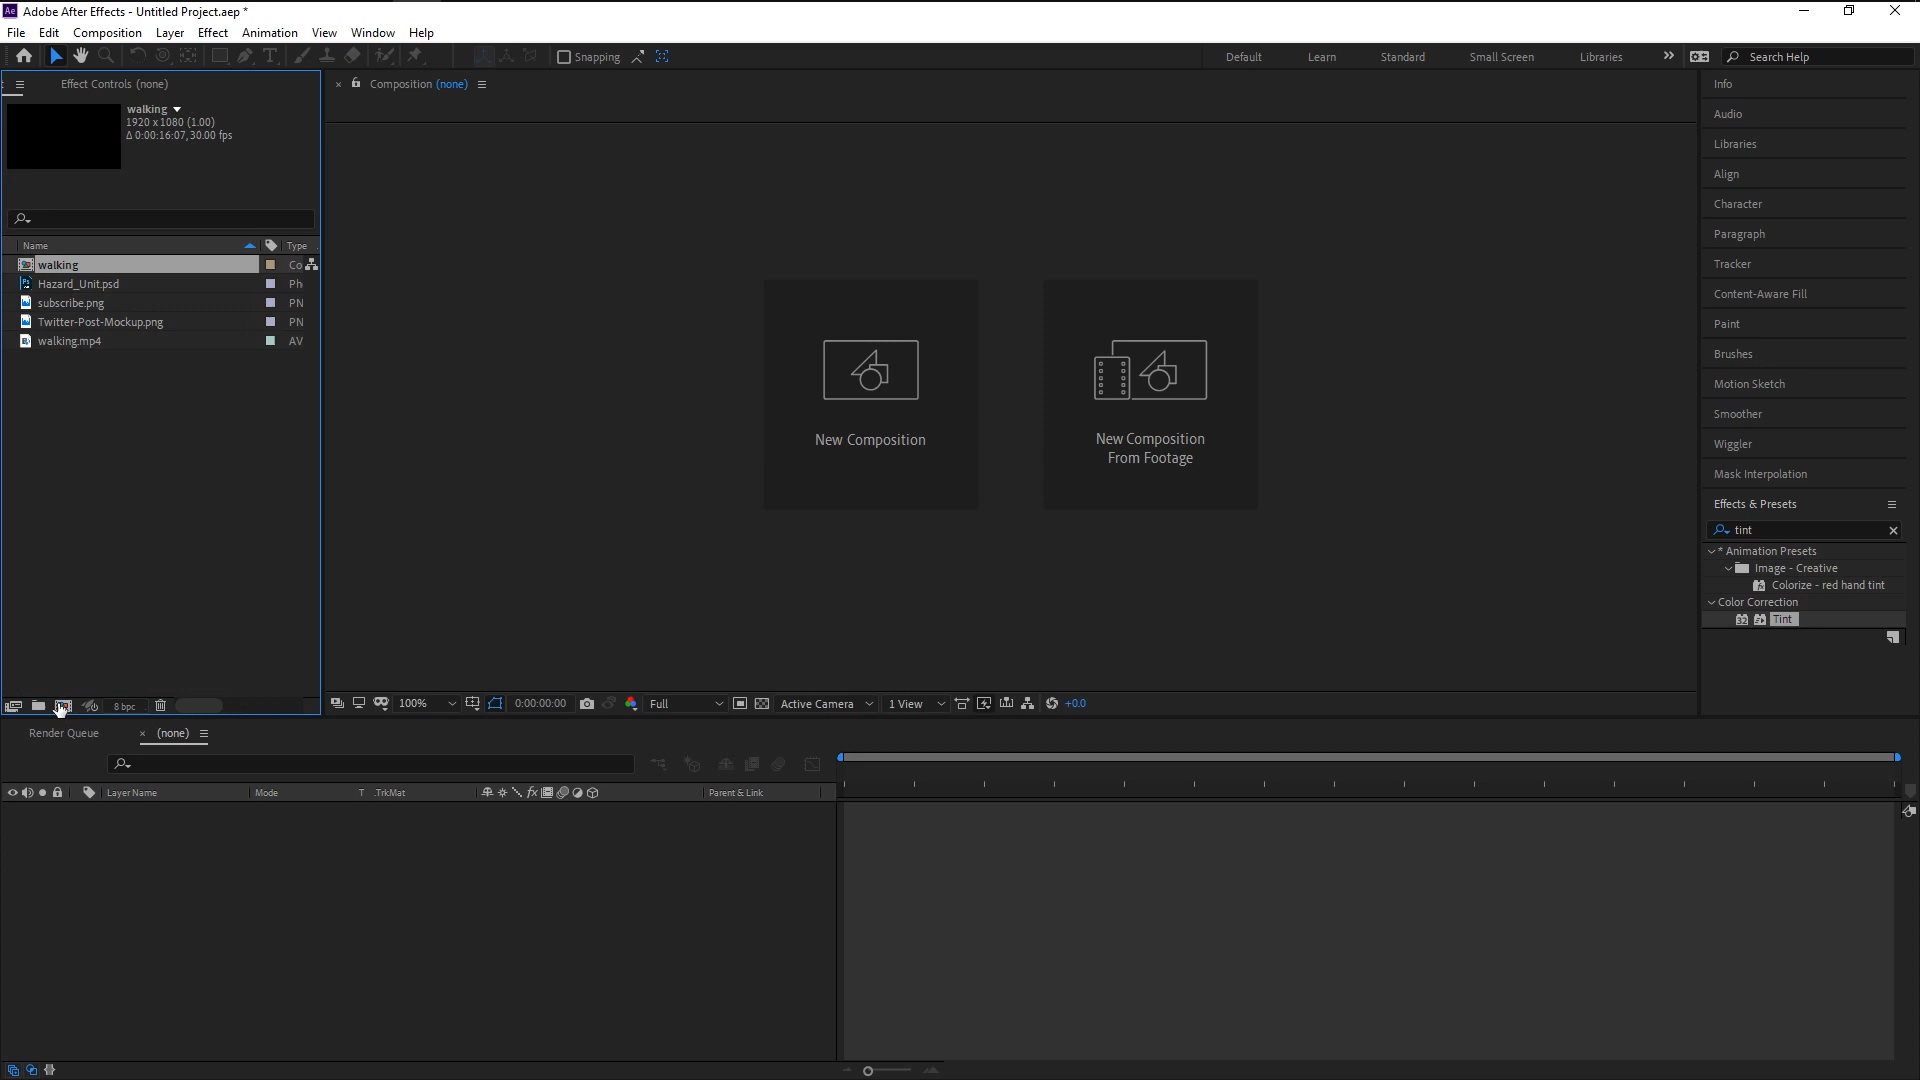 Adobe After Effects - Untitled Project.aep *
File Edit Composition Layer Effect Animation View Window Help
Snapping
Default Learn Standard Small Screen Libraries
Search Help
Effect Controls (none)
Composition (none)
walking
1920 x 1080 (1.00)
Δ 0:00:16:07, 30.00 fps
Name Type
walking Co
Hazard_Unit.psd Ph
subscribe.png PN
Twitter-Post-Mockup.png PN
walking.mp4 AV
8 bpc
New Composition
New Composition
From Footage
100% 0:00:00:00 Full Active Camera 1 View +0.0
Info
Audio
Libraries
Align
Character
Paragraph
Tracker
Content-Aware Fill
Paint
Brushes
Motion Sketch
Smoother
Wiggler
Mask Interpolation
Effects & Presets
tint
* Animation Presets
Image - Creative
Colorize - red hand tint
Color Correction
32 Tint
Render Queue (none)
Layer Name Mode T .TrkMat fx Parent & Link